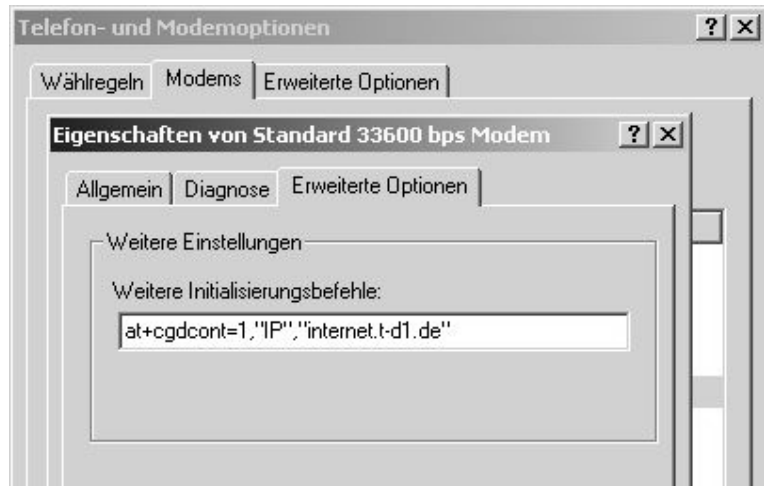 Telefon- und Modemoptionen
Wählregeln Modems Erweiterte Optionen
Eigenschaften von Standard 33600 bps Modem
Allgemein Diagnose Erweiterte Optionen
Weitere Einstellungen
Weitere Initialisierungsbefehle:
at+cgdcont=1,"IP","internet.t-d1.de"